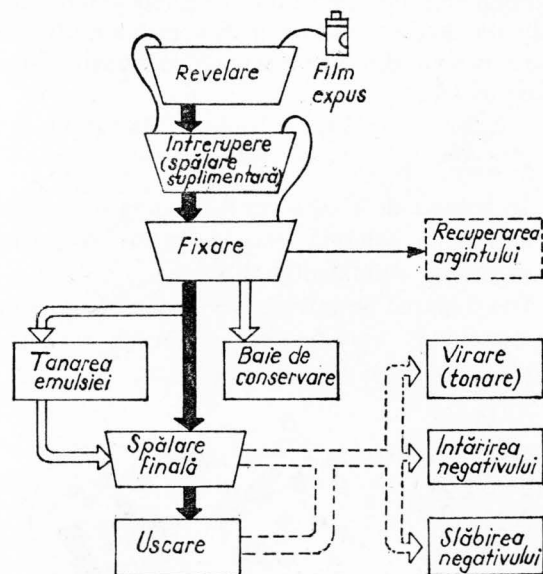 Revelare
Film
expus
Intrerupere
(spălare
suplimentară)
Fixare
Recuperarea
argintului
Tanarea
emulsiei
Baie de
conservare
Virare
(tonare)
Spălare
finală
Intărirea
negativului
Uscare
Slăbirea
negativului